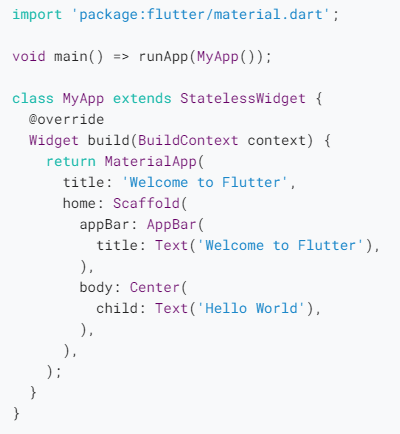 import 'package:flutter/material.dart';

void main() => runApp(MyApp());

class MyApp extends StatelessWidget {
  @override
  Widget build(BuildContext context) {
    return MaterialApp(
      title: 'Welcome to Flutter',
      home: Scaffold(
        appBar: AppBar(
          title: Text('Welcome to Flutter'),
        ),
        body: Center(
          child: Text('Hello World'),
        ),
      ),
    );
  }
}